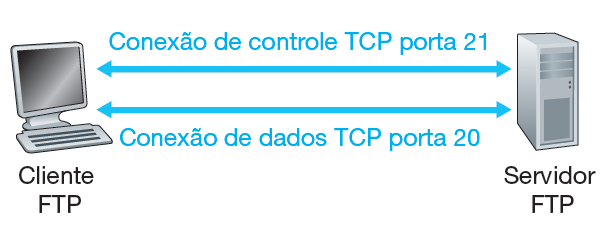 Conexão de controle TCP porta 21
Conexão de dados TCP porta 20
Cliente
FTP
Servidor
FTP